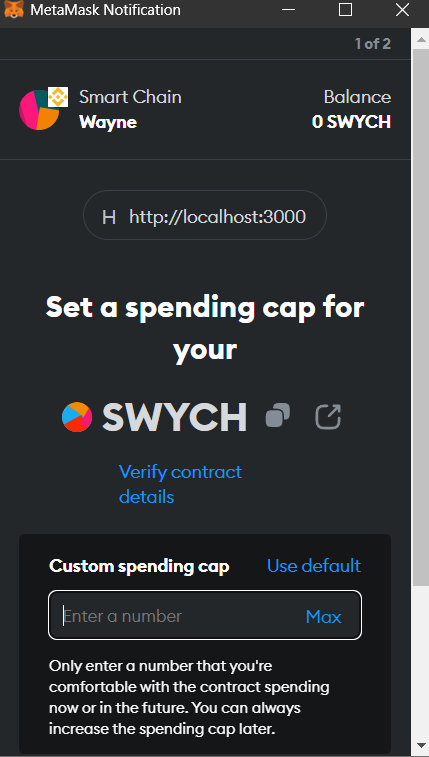 MetaMask Notification
1 of 2
Smart Chain
Balance
Wayne
0 SWYCH
H http://localhost:3000
Set a spending cap for
your
SWYCH
Verify contract
details
Custom spending cap
Use default
Enter a number
Max
Only enter a number that you're
comfortable with the contract spending
now or in the future. You can always
increase the spending cap later.